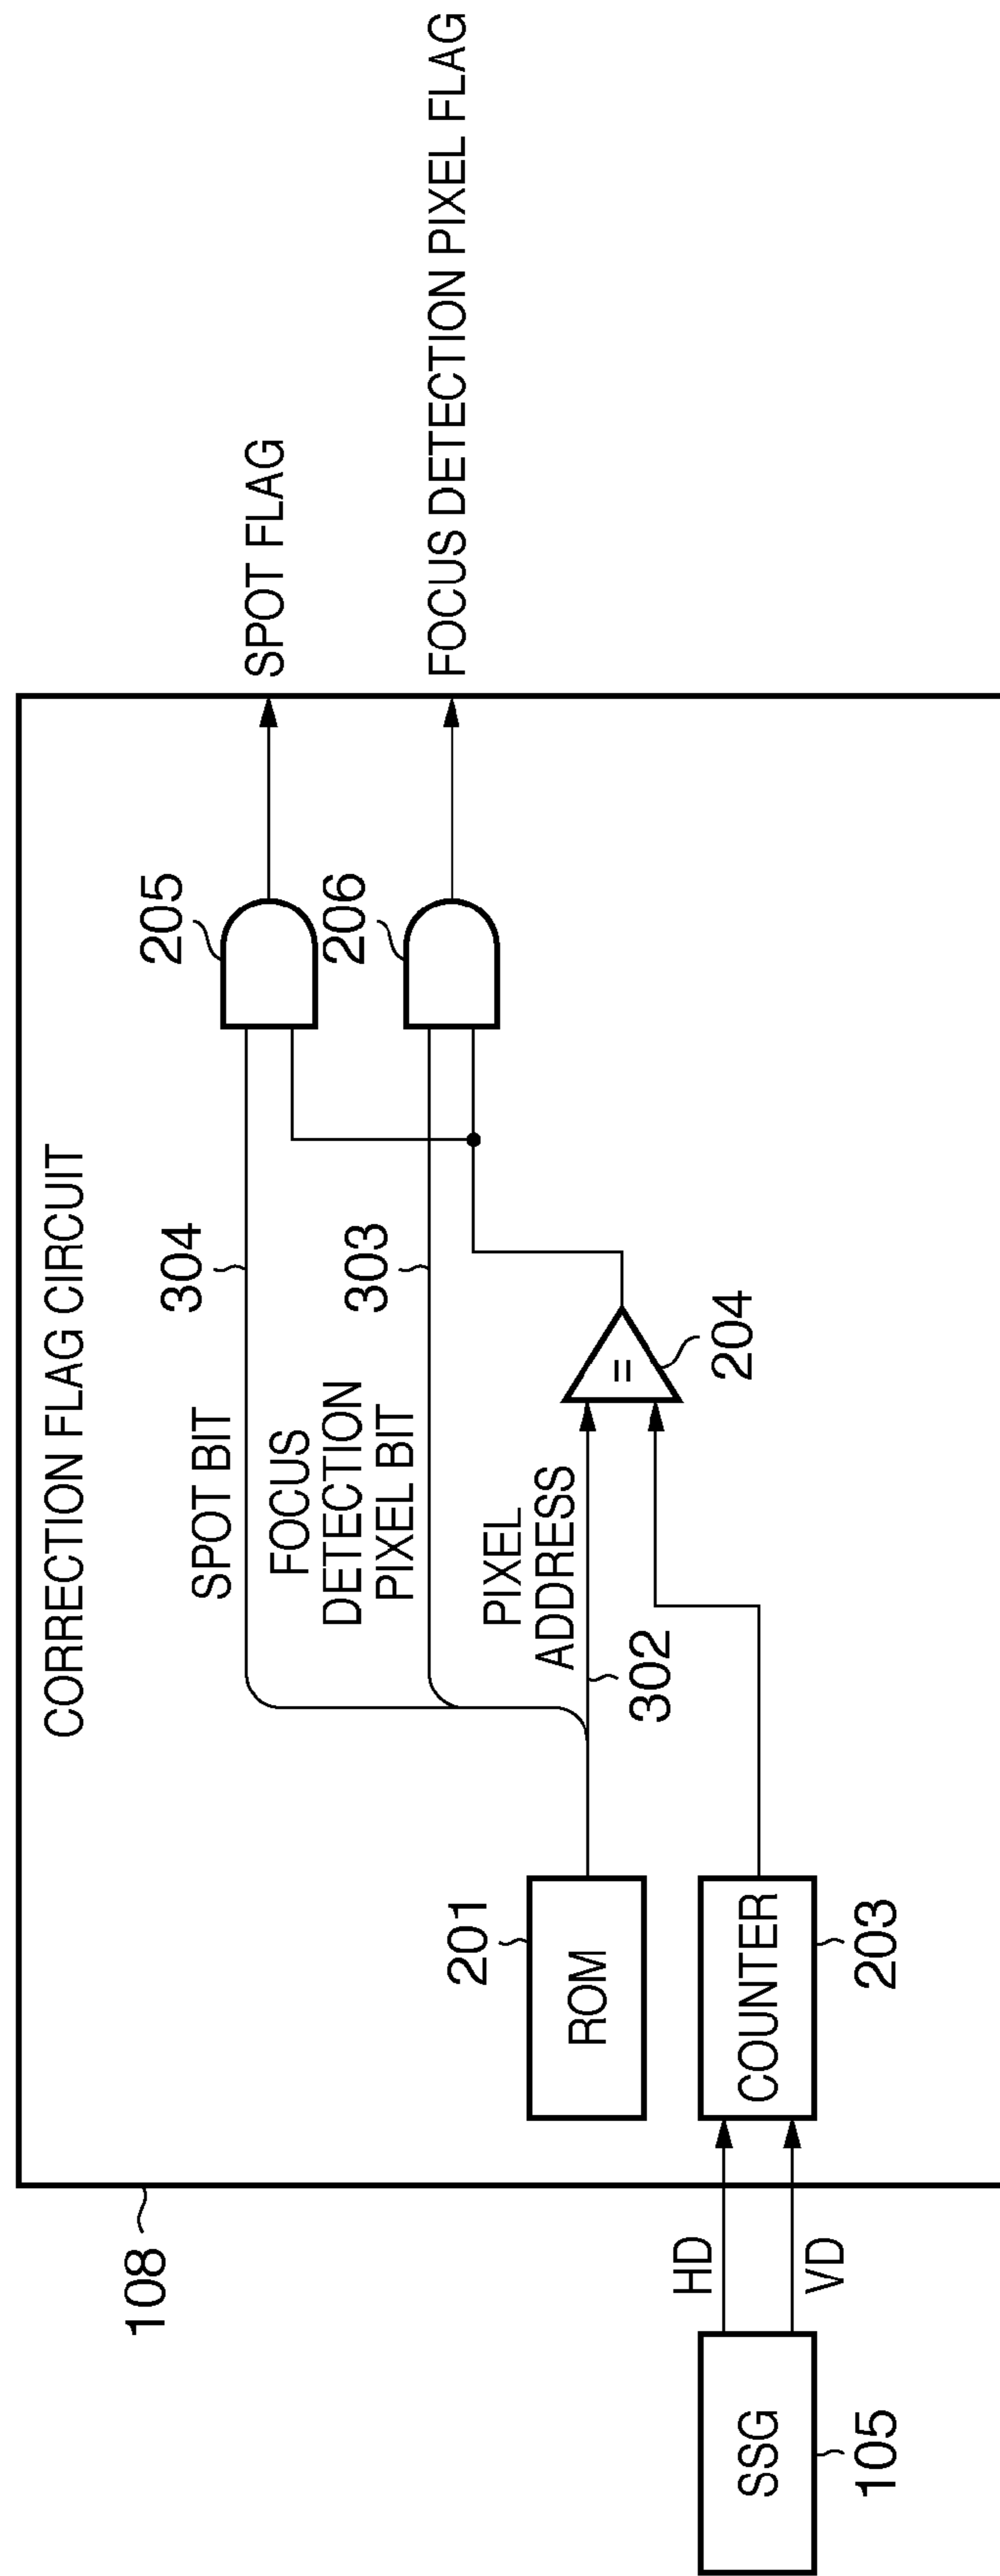 CORRECTION FLAG CIRCUIT
108
SPOT BIT
304
205
SPOT FLAG
FOCUS
DETECTION
PIXEL BIT
303
206
FOCUS DETECTION PIXEL FLAG
201
ROM
PIXEL
ADDRESS
302
=
204
SSG
105
HD
VD
COUNTER
203